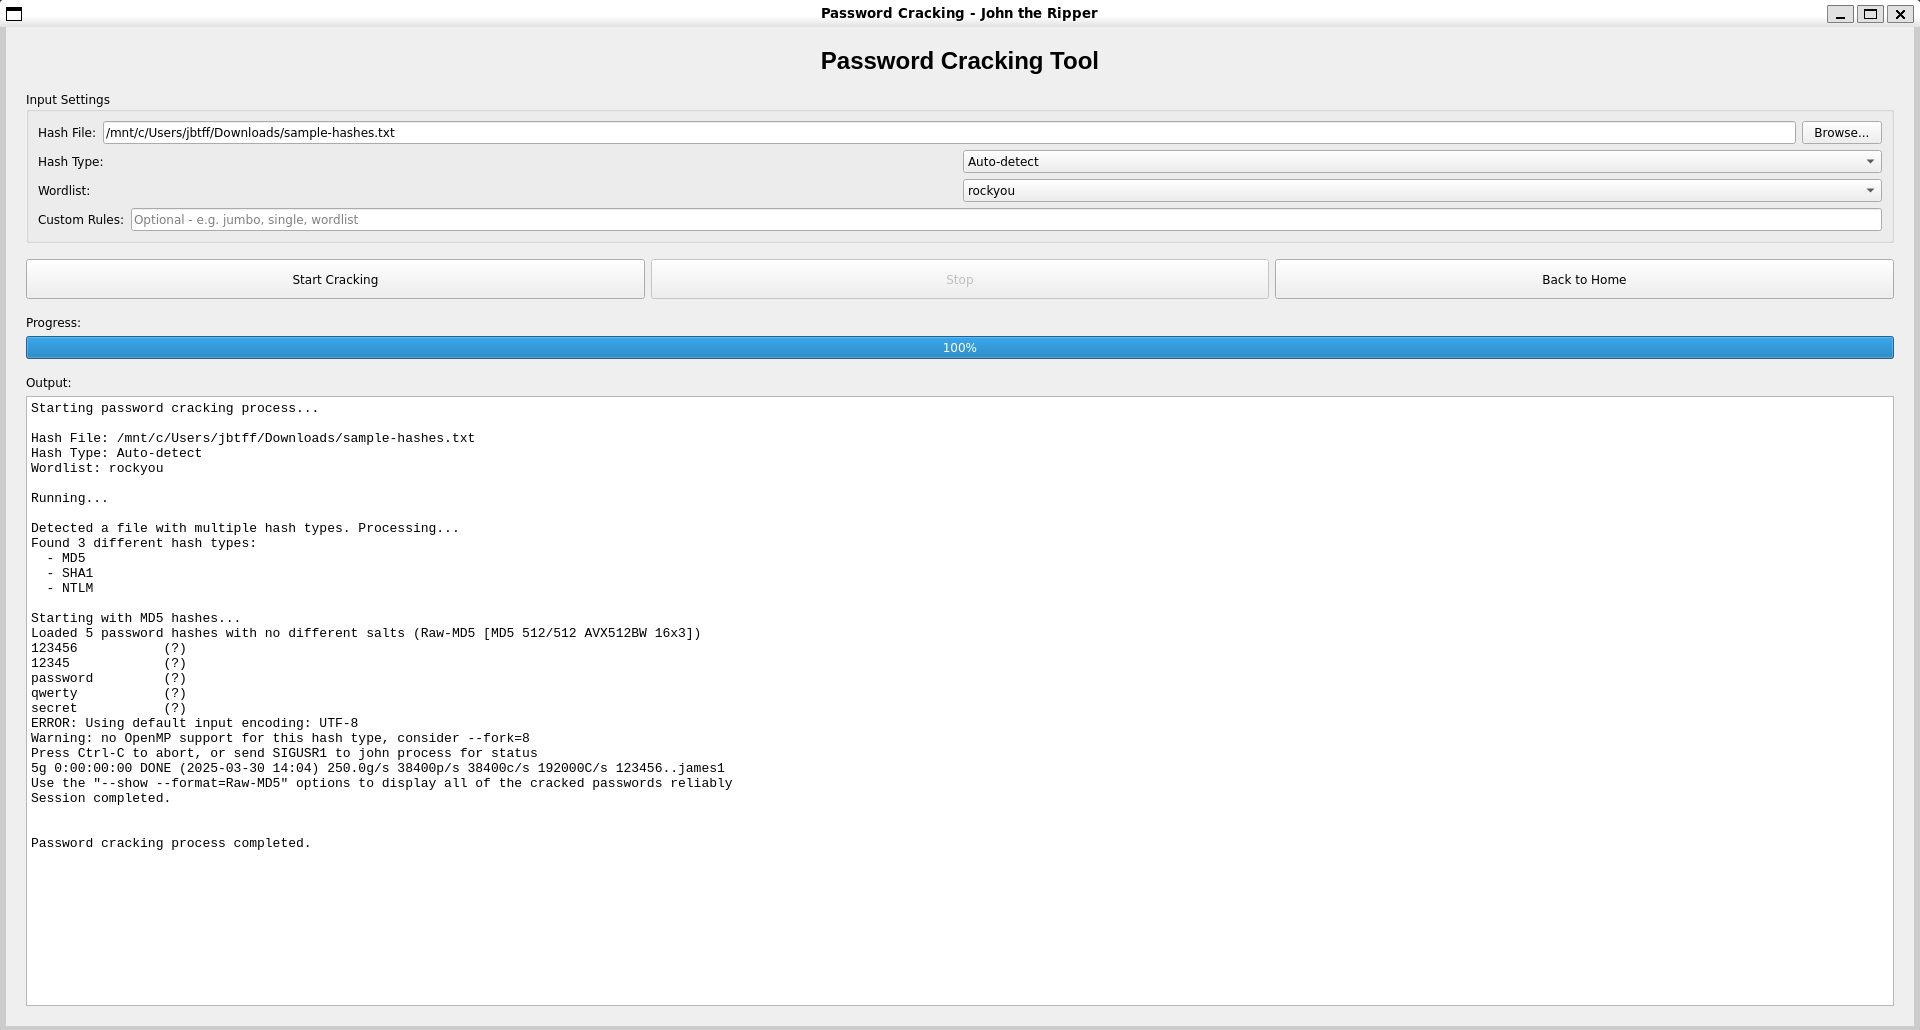 Password Cracking - John the Ripper
Password Cracking Tool
Input Settings
Hash File: /mnt/c/Users/jbtff/Downloads/sample-hashes.txt Browse...
Hash Type: Auto-detect
Wordlist: rockyou
Custom Rules: Optional - e.g. jumbo, single, wordlist
Start Cracking Stop Back to Home
Progress:
100%
Output:
Starting password cracking process...
Hash File: /mnt/c/Users/jbtff/Downloads/sample-hashes.txt
Hash Type: Auto-detect
Wordlist: rockyou
Running...
Detected a file with multiple hash types. Processing...
Found 3 different hash types:
- MD5
- SHA1
- NTLM
Starting with MD5 hashes...
Loaded 5 password hashes with no different salts (Raw-MD5 [MD5 512/512 AVX512BW 16x3])
123456 (?)
12345 (?)
password (?)
qwerty (?)
secret (?)
ERROR: Using default input encoding: UTF-8
Warning: no OpenMP support for this hash type, consider --fork=8
Press Ctrl-C to abort, or send SIGUSR1 to john process for status
5g 0:00:00:00 DONE (2025-03-30 14:04) 250.0g/s 38400p/s 38400c/s 192000C/s 123456..james1
Use the "--show --format=Raw-MD5" options to display all of the cracked passwords reliably
Session completed.
Password cracking process completed.